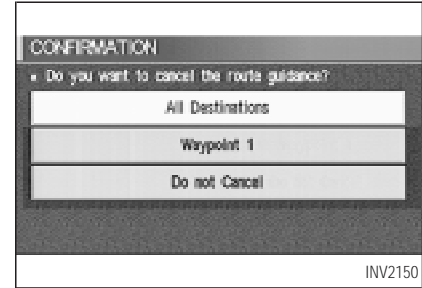 CONFIRMATION
▪ Do you want to cancel the route guidance?
All Destinations
Waypoint 1
Do not Cancel
INV2150